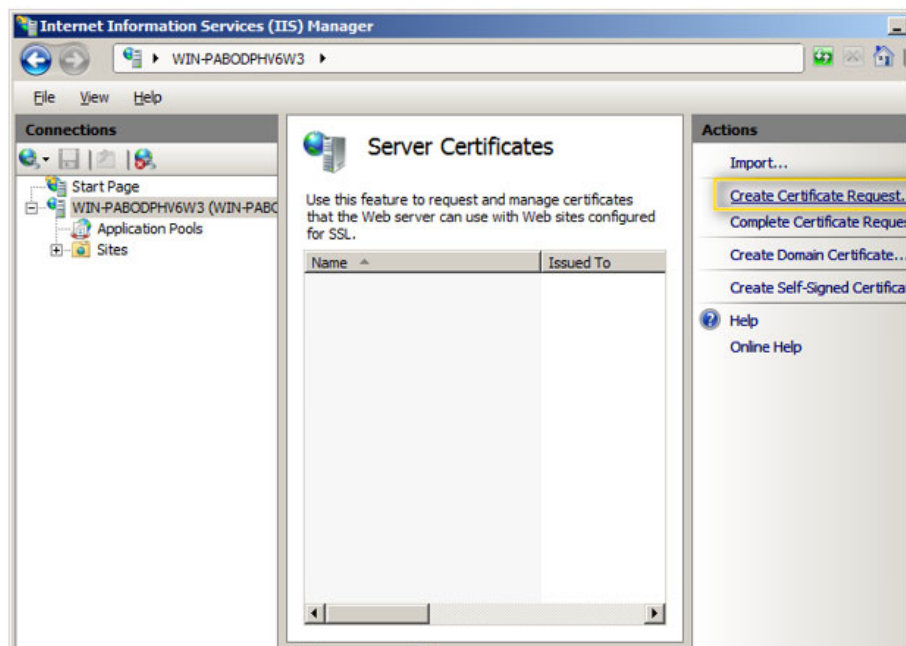 Internet Information Services (IIS) Manager
WIN-PABODPHV6W3
File View Help
Connections
Start Page
WIN-PABODPHV6W3 (WIN-PABO
Application Pools
Sites
Server Certificates
Use this feature to request and manage certificates
that the Web server can use with Web sites configured
for SSL.
Name Issued To
Actions
Import...
Create Certificate Request.
Complete Certificate Reques
Create Domain Certificate...
Create Self-Signed Certifica
Help
Online Help